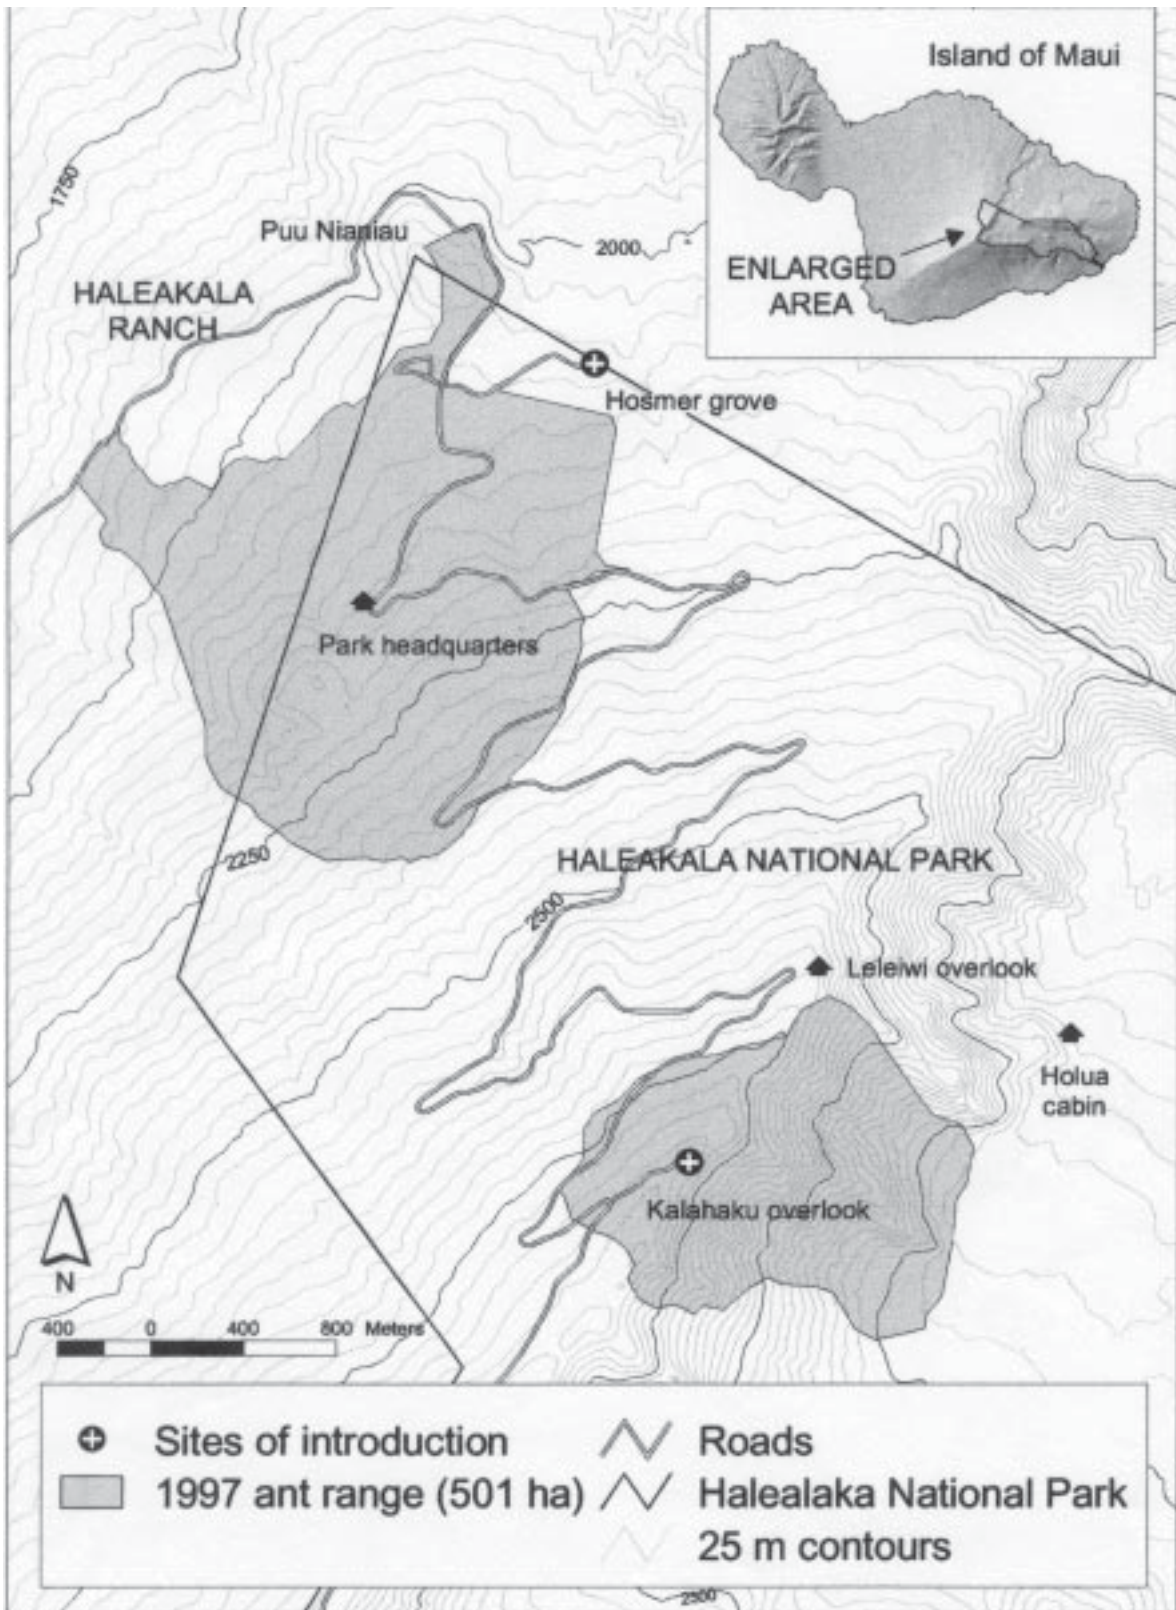 Island of Maui
ENLARGED
AREA
1750
Puu Nianiau
2000
HALEAKALA
RANCH
Hosmer grove
Park headquarters
2250
HALEAKALA NATIONAL PARK
2500
Leleiwi overlook
Holua
cabin
Kalahaku overlook
N
400 0 400 800 Meters
Sites of introduction
Roads
1997 ant range (501 ha)
Halealaka National Park
25 m contours
2500